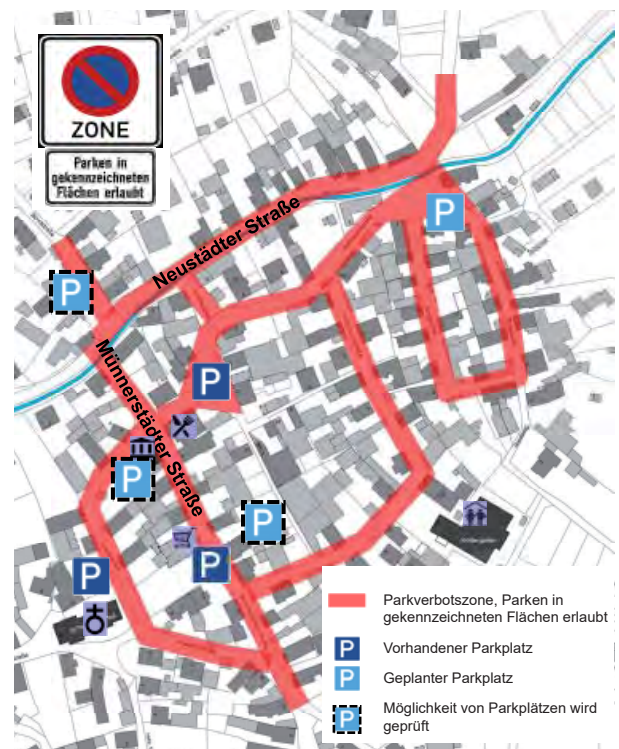 ZONE
Parken in
gekennzeichneten
Flächen erlaubt
P
Neustädter Straße
P
Münnerstädter Straße
P
P
P
P
P
Parkverbotszone, Parken in
gekennzeichneten Flächen erlaubt
P
Vorhandener Parkplatz
P
Geplanter Parkplatz
P
Möglichkeit von Parkplätzen wird
geprüft